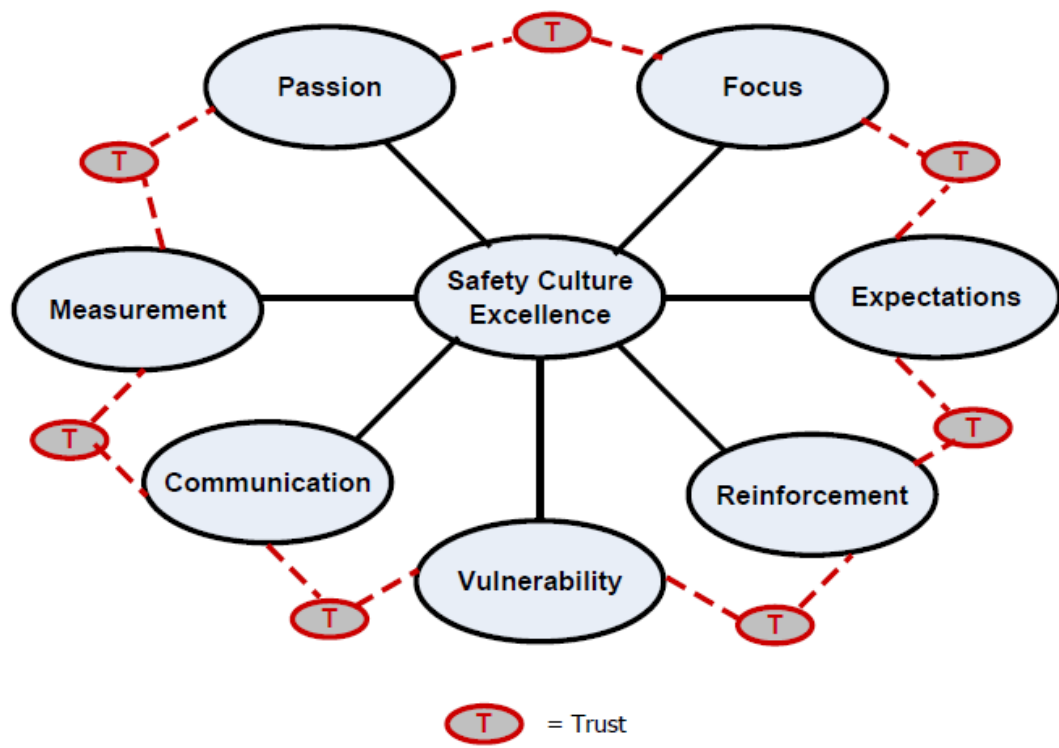 T
Passion
Focus
T
T
Safety Culture
Excellence
Measurement
Expectations
T
T
Communication
Reinforcement
Vulnerability
T
T
T = Trust